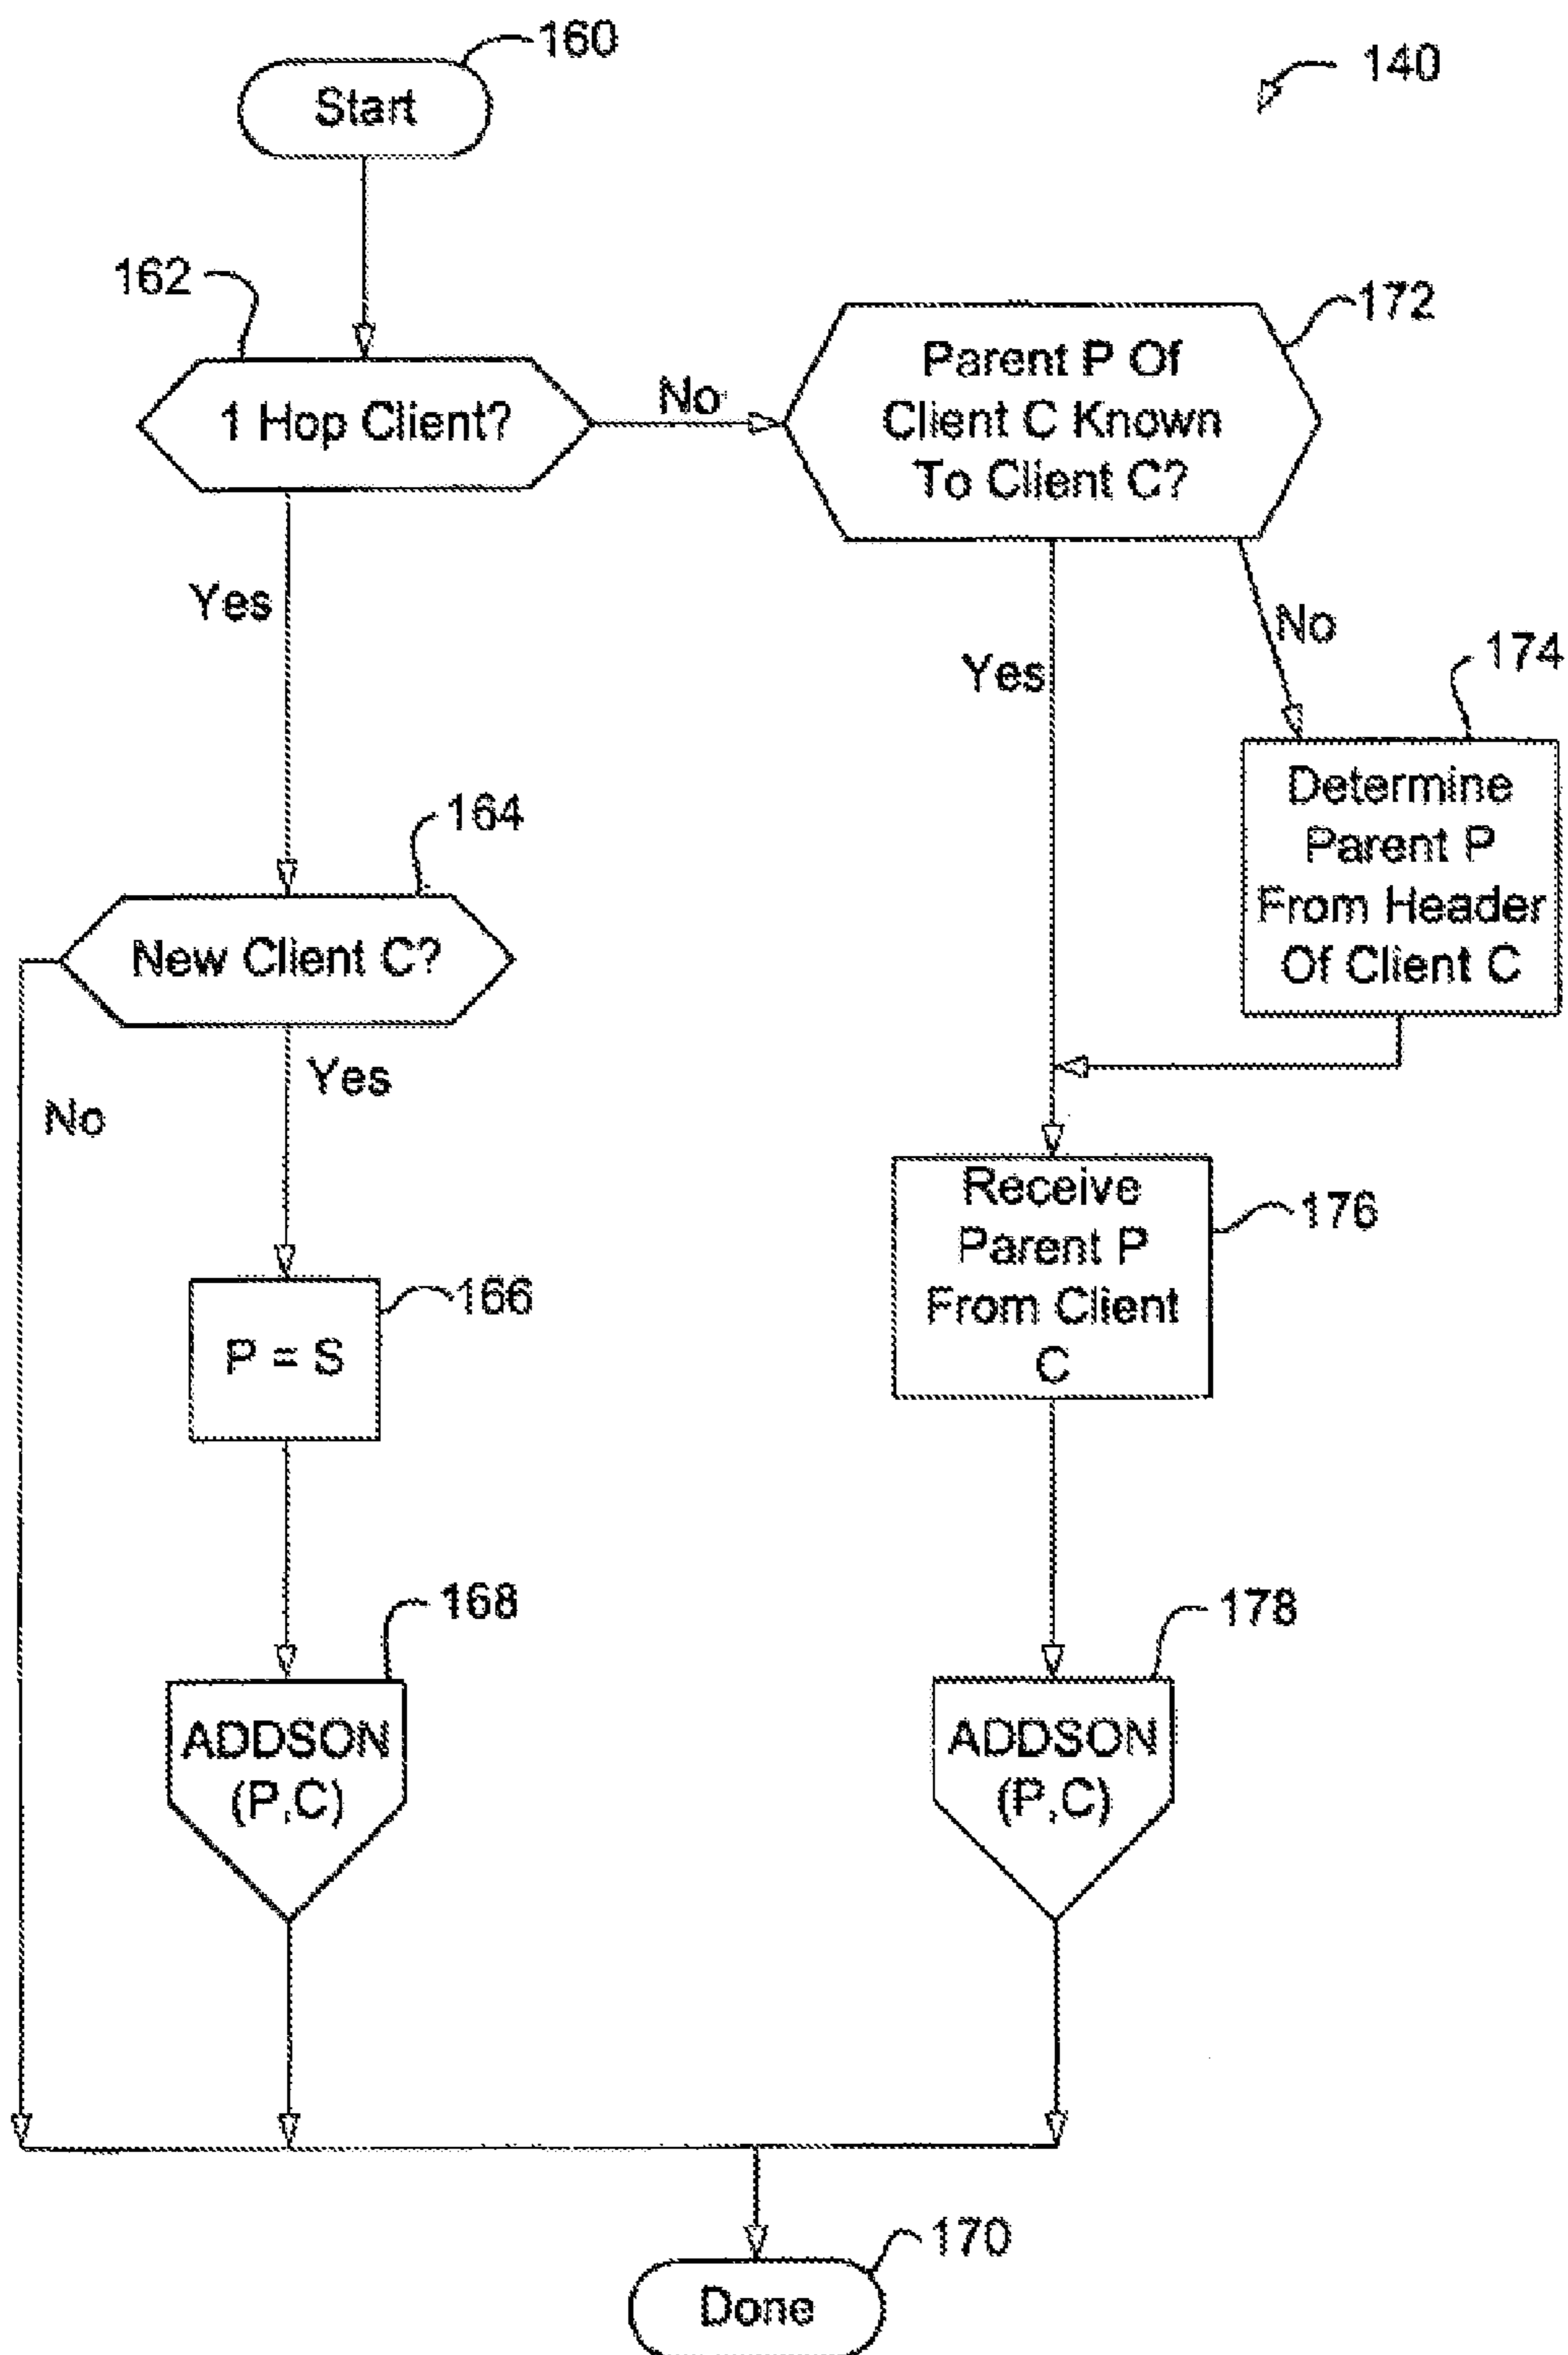 160
Start
140
162
1 Hop Client?
No
172
Parent P Of
Client C Known
To Client C?
Yes
No
174
Yes
Determine
Parent P
From Header
Of Client C
164
New Client C?
Yes
No
Receive
Parent P
From Client
C
176
166
P = S
168
178
ADDSON
(P,C)
ADDSON
(P,C)
170
Done